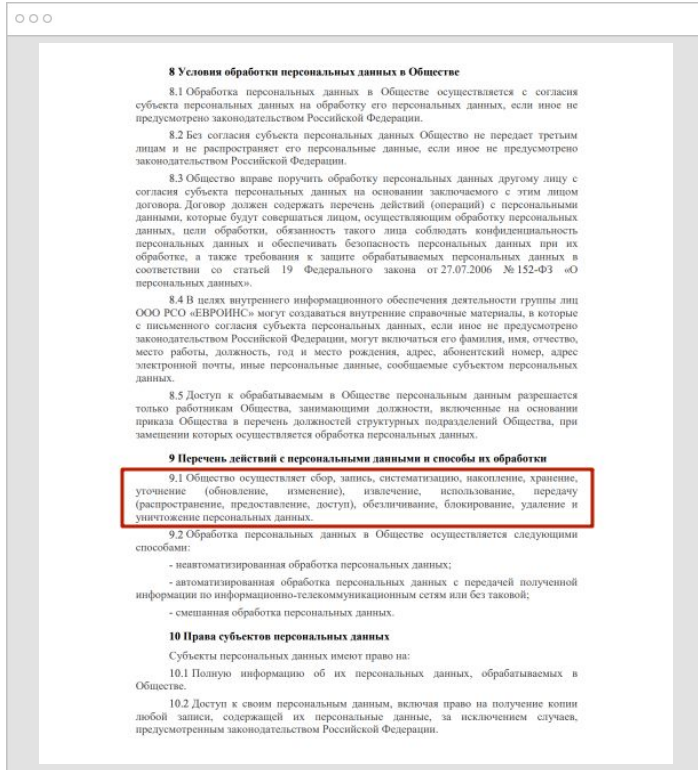 8 Условия обработки персональных данных в Обществе
8.1 Обработка персональных данных в Обществе осуществляется с согласия
субъекта персональных данных на обработку его персональных данных, если иное не
предусмотрено законодательством Российской Федерации.
8.2 Без согласия субъекта персональных данных Общество не передает третьим
лицам и не распространяет его персональные данные, если иное не предусмотрено
законодательством Российской Федерации.
8.3 Общество вправе поручить обработку персональных данных другому лицу с
согласия субъекта персональных данных на основании заключаемого с этим лицом
договора. Договор должен содержать перечень действий (операций) с персональными
данными, которые будут совершаться лицом, осуществляющим обработку персональных
данных, цели обработки, обязанность такого лица соблюдать конфиденциальность
персональных данных и обеспечивать безопасность персональных данных при их
обработке, а также требования к защите обрабатываемых персональных данных в
соответствии со статьей 19 Федерального закона от 27.07.2006 № 152-ФЗ «О
персональных данных».
8.4 В целях внутреннего информационного обеспечения деятельности группы лиц
ООО РСО «ЕВРОИНС» могут создаваться внутренние справочные материалы, в которые
с письменного согласия субъекта персональных данных, если иное не предусмотрено
законодательством Российской Федерации, могут включаться его фамилия, имя, отчество,
место работы, должность, год и место рождения, адрес, абонентский номер, адрес
электронной почты, иные персональные данные, сообщаемые субъектом персональных
данных.
8.5 Доступ к обрабатываемым в Обществе персональным данным разрешается
только работникам Общества, занимающими должности, включенные на основании
приказа Общества в перечень должностей структурных подразделений Общества, при
замещении которых осуществляется обработка персональных данных.
9 Перечень действий с персональными данными и способы их обработки
9.1 Общество осуществляет сбор, запись, систематизацию, накопление, хранение,
уточнение (обновление, изменение), извлечение, использование, передачу
(распространение, предоставление, доступ), обезличивание, блокирование, удаление и
уничтожение персональных данных.
9.2 Обработка персональных данных в Обществе осуществляется следующими
способами:
- неавтоматизированная обработка персональных данных;
- автоматизированная обработка персональных данных с передачей полученной
информации по информационно-телекоммуникационным сетям или без таковой;
- смешанная обработка персональных данных.
10 Права субъектов персональных данных
Субъекты персональных данных имеют право на:
10.1 Полную информацию об их персональных данных, обрабатываемых в
Обществе.
10.2 Доступ к своим персональным данным, включая право на получение копии
любой записи, содержащей их персональные данные, за исключением случаев,
предусмотренным законодательством Российской Федерации.